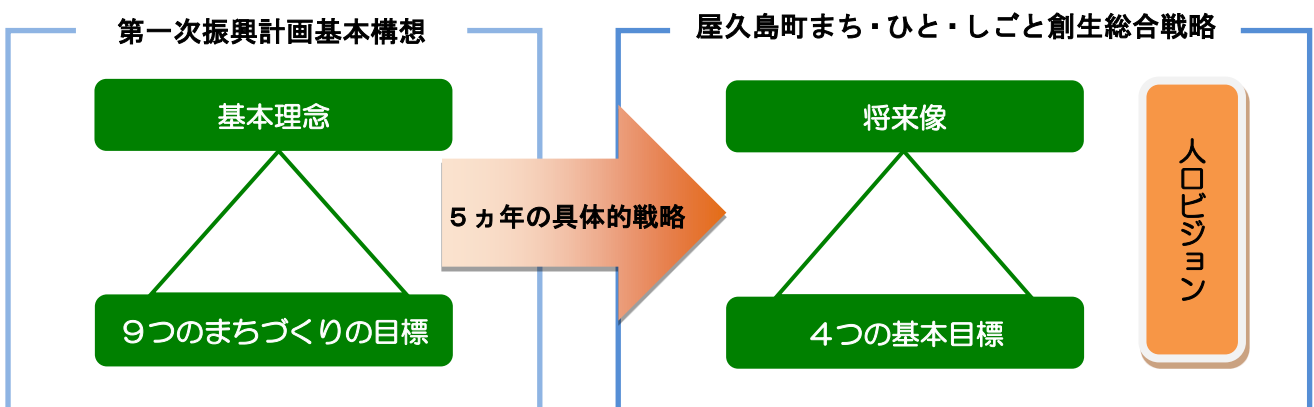 第一次振興計画基本構想
基本理念
9つのまちづくりの目標
5ヵ年の具体的戦略
屋久島町まち・ひと・しごと創生総合戦略
将来像
4つの基本目標
人口ビジョン